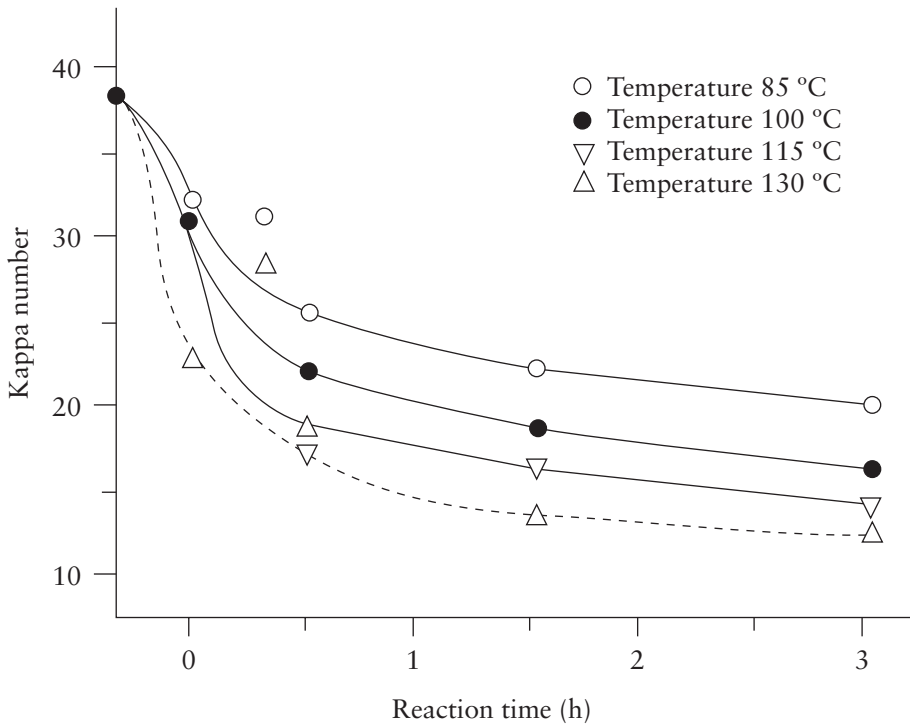 40
30
20
10
Kappa number
Temperature 85 ºC
Temperature 100 ºC
Temperature 115 ºC
Temperature 130 ºC
0 1 2 3
Reaction time (h)